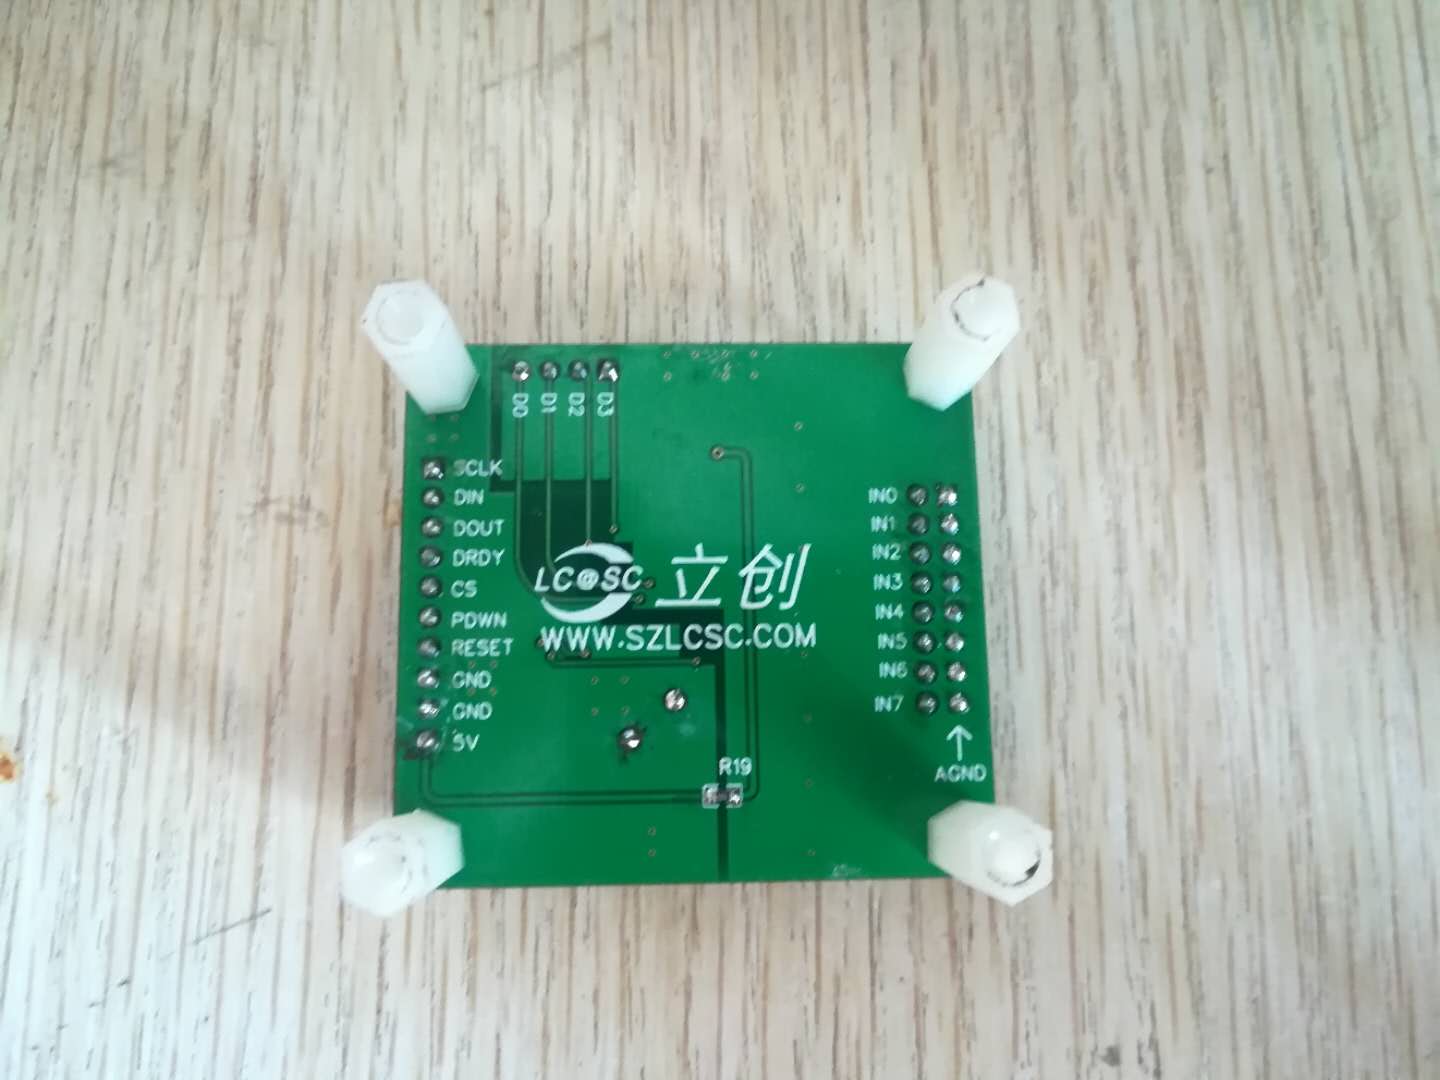 D0 D1 D2 D3
SCLK
DIN
DOUT
DRDY
CS
PDWN
RESET
GND
GND
5V
LC@SC 立创
WWW.SZLCSC.COM
R19
IN0
IN1
IN2
IN3
IN4
IN5
IN6
IN7
AGND